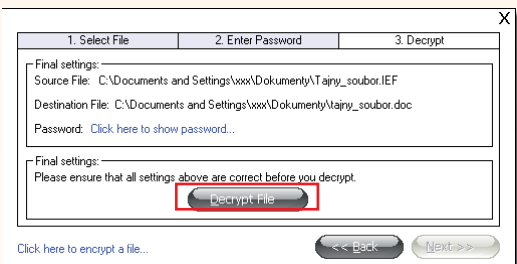 X
1. Select File 2. Enter Password 3. Decrypt
Final settings:
Source File: C:\Documents and Settings\xxx\Dokumenty\Tajny_soubor.IEF
Destination File: C:\Documents and Settings\xxx\Dokumenty\tajny_soubor.doc
Password: Click here to show password...
Final settings:
Please ensure that all settings above are correct before you decrypt.
Decrypt File
Click here to encrypt a file... << Back Next >>